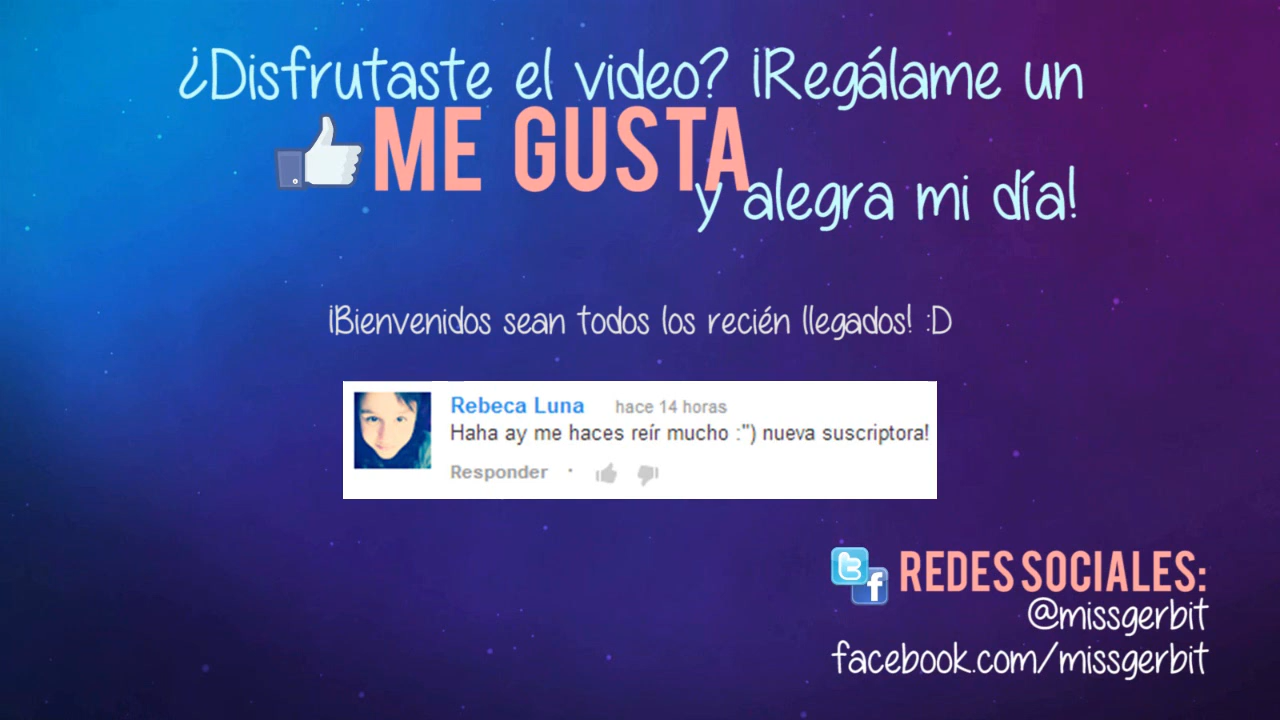 ¿Disfrutaste el video? ¡Regálame un
ME GUSTA
y alegra mi día!
¡Bienvenidos sean todos los recién llegados! :D
Rebeca Luna hace 14 horas
Haha ay me haces reír mucho :") nueva suscriptora!
Responder ·
REDES SOCIALES:
@missgerbit
facebook.com/missgerbit